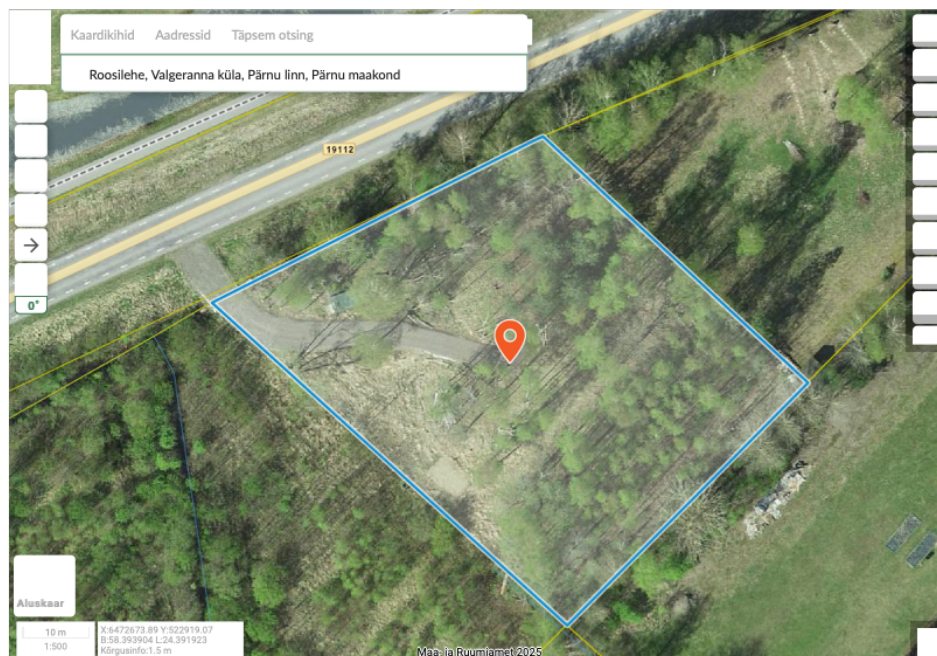 Kaardikihid Aadressid Täpsem otsing
Roosilehe, Valgeranna küla, Pärnu linn, Pärnu maakond
19112
0°
Aluskaar
10 m
1:500
X:6472673.89 Y:522919.07
B:58.393904 L:24.391923
Kõrgusinfo:1.5 m
Maa- ja Ruumiamet 2025